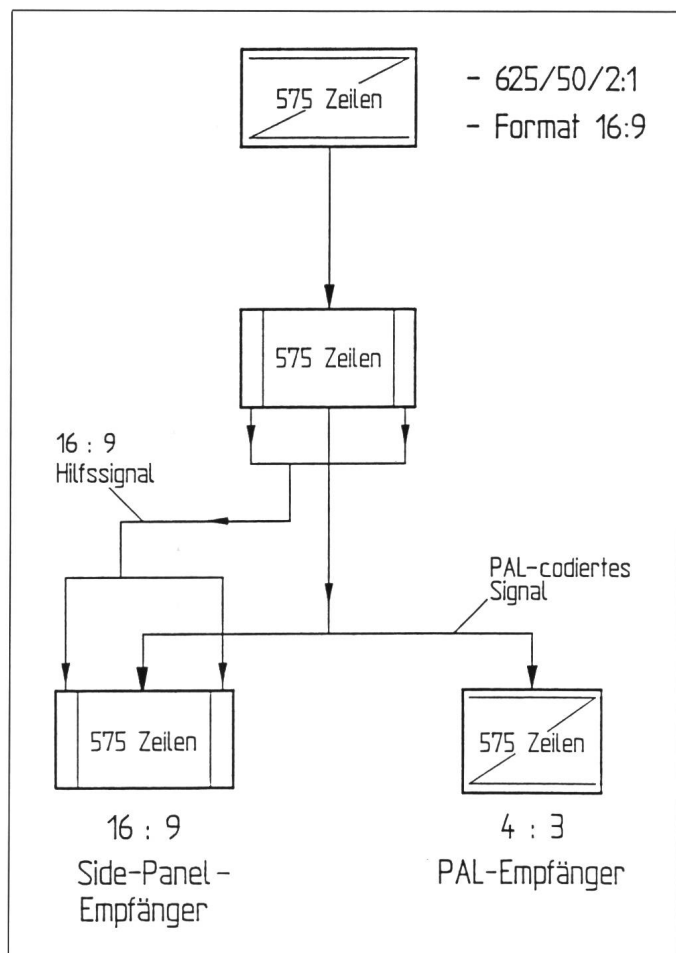 575 Zeilen
- 625/50/2:1
- Format 16:9
575 Zeilen
16 : 9
Hilfssignal
PAL-codiertes
Signal
575 Zeilen
575 Zeilen
16 : 9
Side-Panel-
Empfänger
4 : 3
PAL-Empfänger